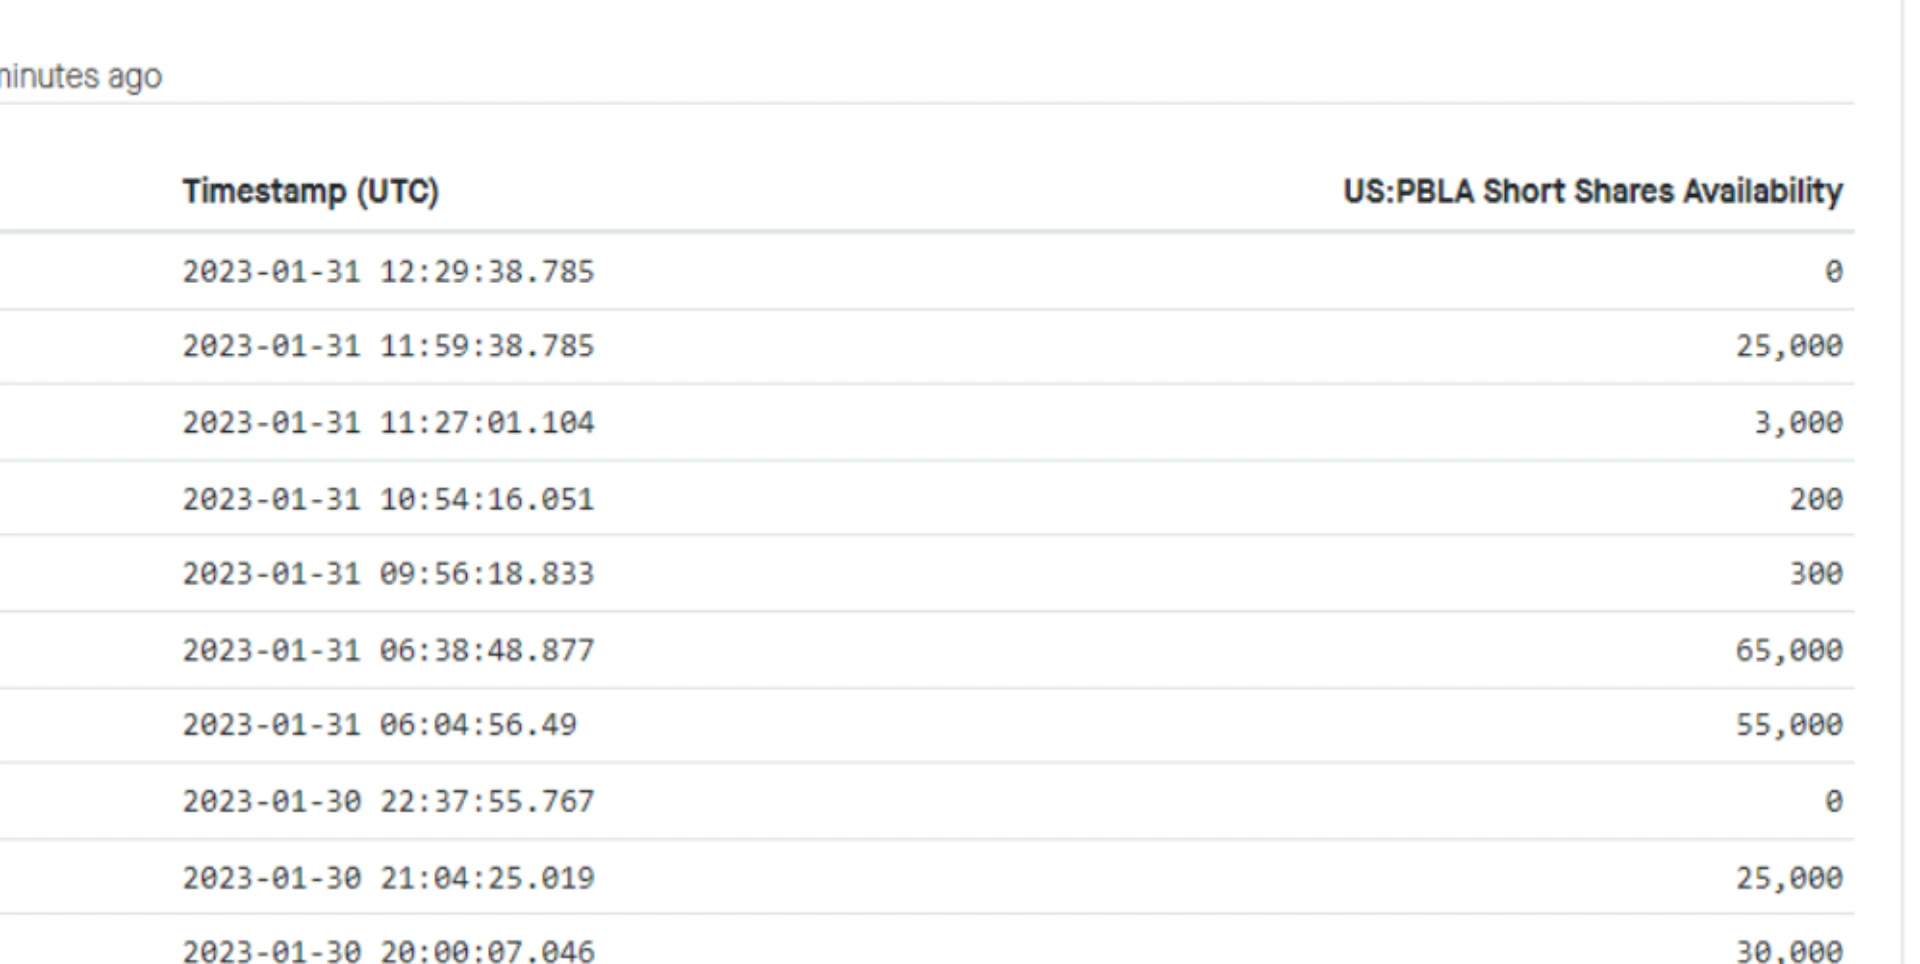 minutes ago
Timestamp (UTC) US:PBLA Short Shares Availability
2023-01-31 12:29:38.785 0
2023-01-31 11:59:38.785 25,000
2023-01-31 11:27:01.104 3,000
2023-01-31 10:54:16.051 200
2023-01-31 09:56:18.833 300
2023-01-31 06:38:48.877 65,000
2023-01-31 06:04:56.49 55,000
2023-01-30 22:37:55.767 0
2023-01-30 21:04:25.019 25,000
2023-01-30 20:00:07.046 30,000